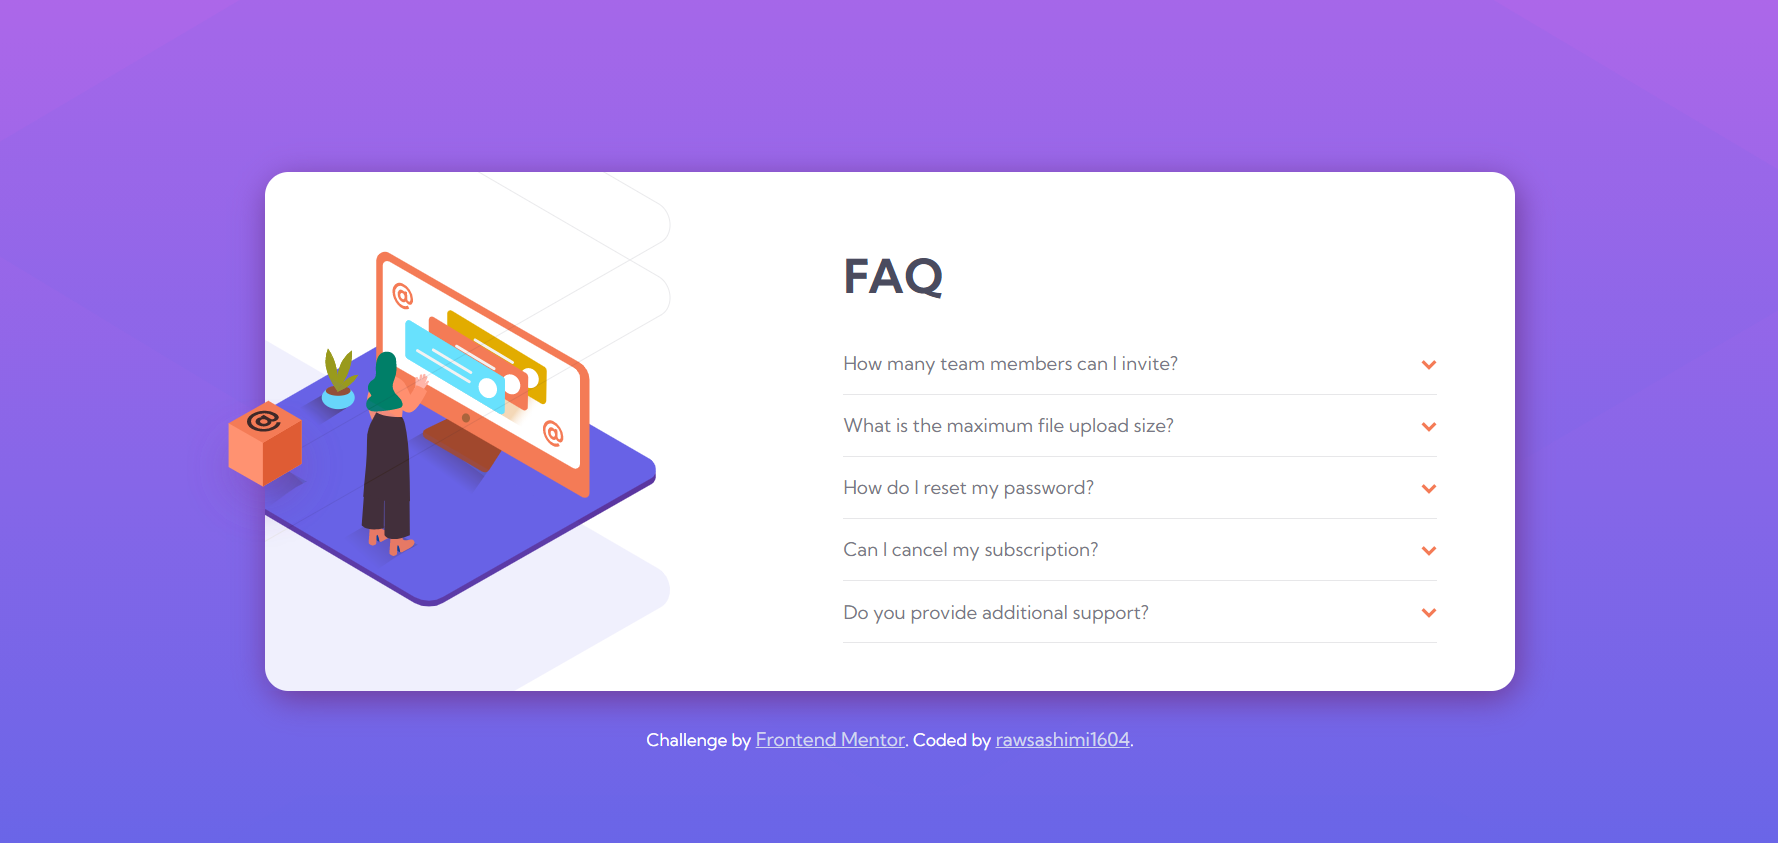 @
@
@
FAQ
How many team members can I invite?
What is the maximum file upload size?
How do I reset my password?
Can I cancel my subscription?
Do you provide additional support?
Challenge by Frontend Mentor. Coded by rawsashimi1604.